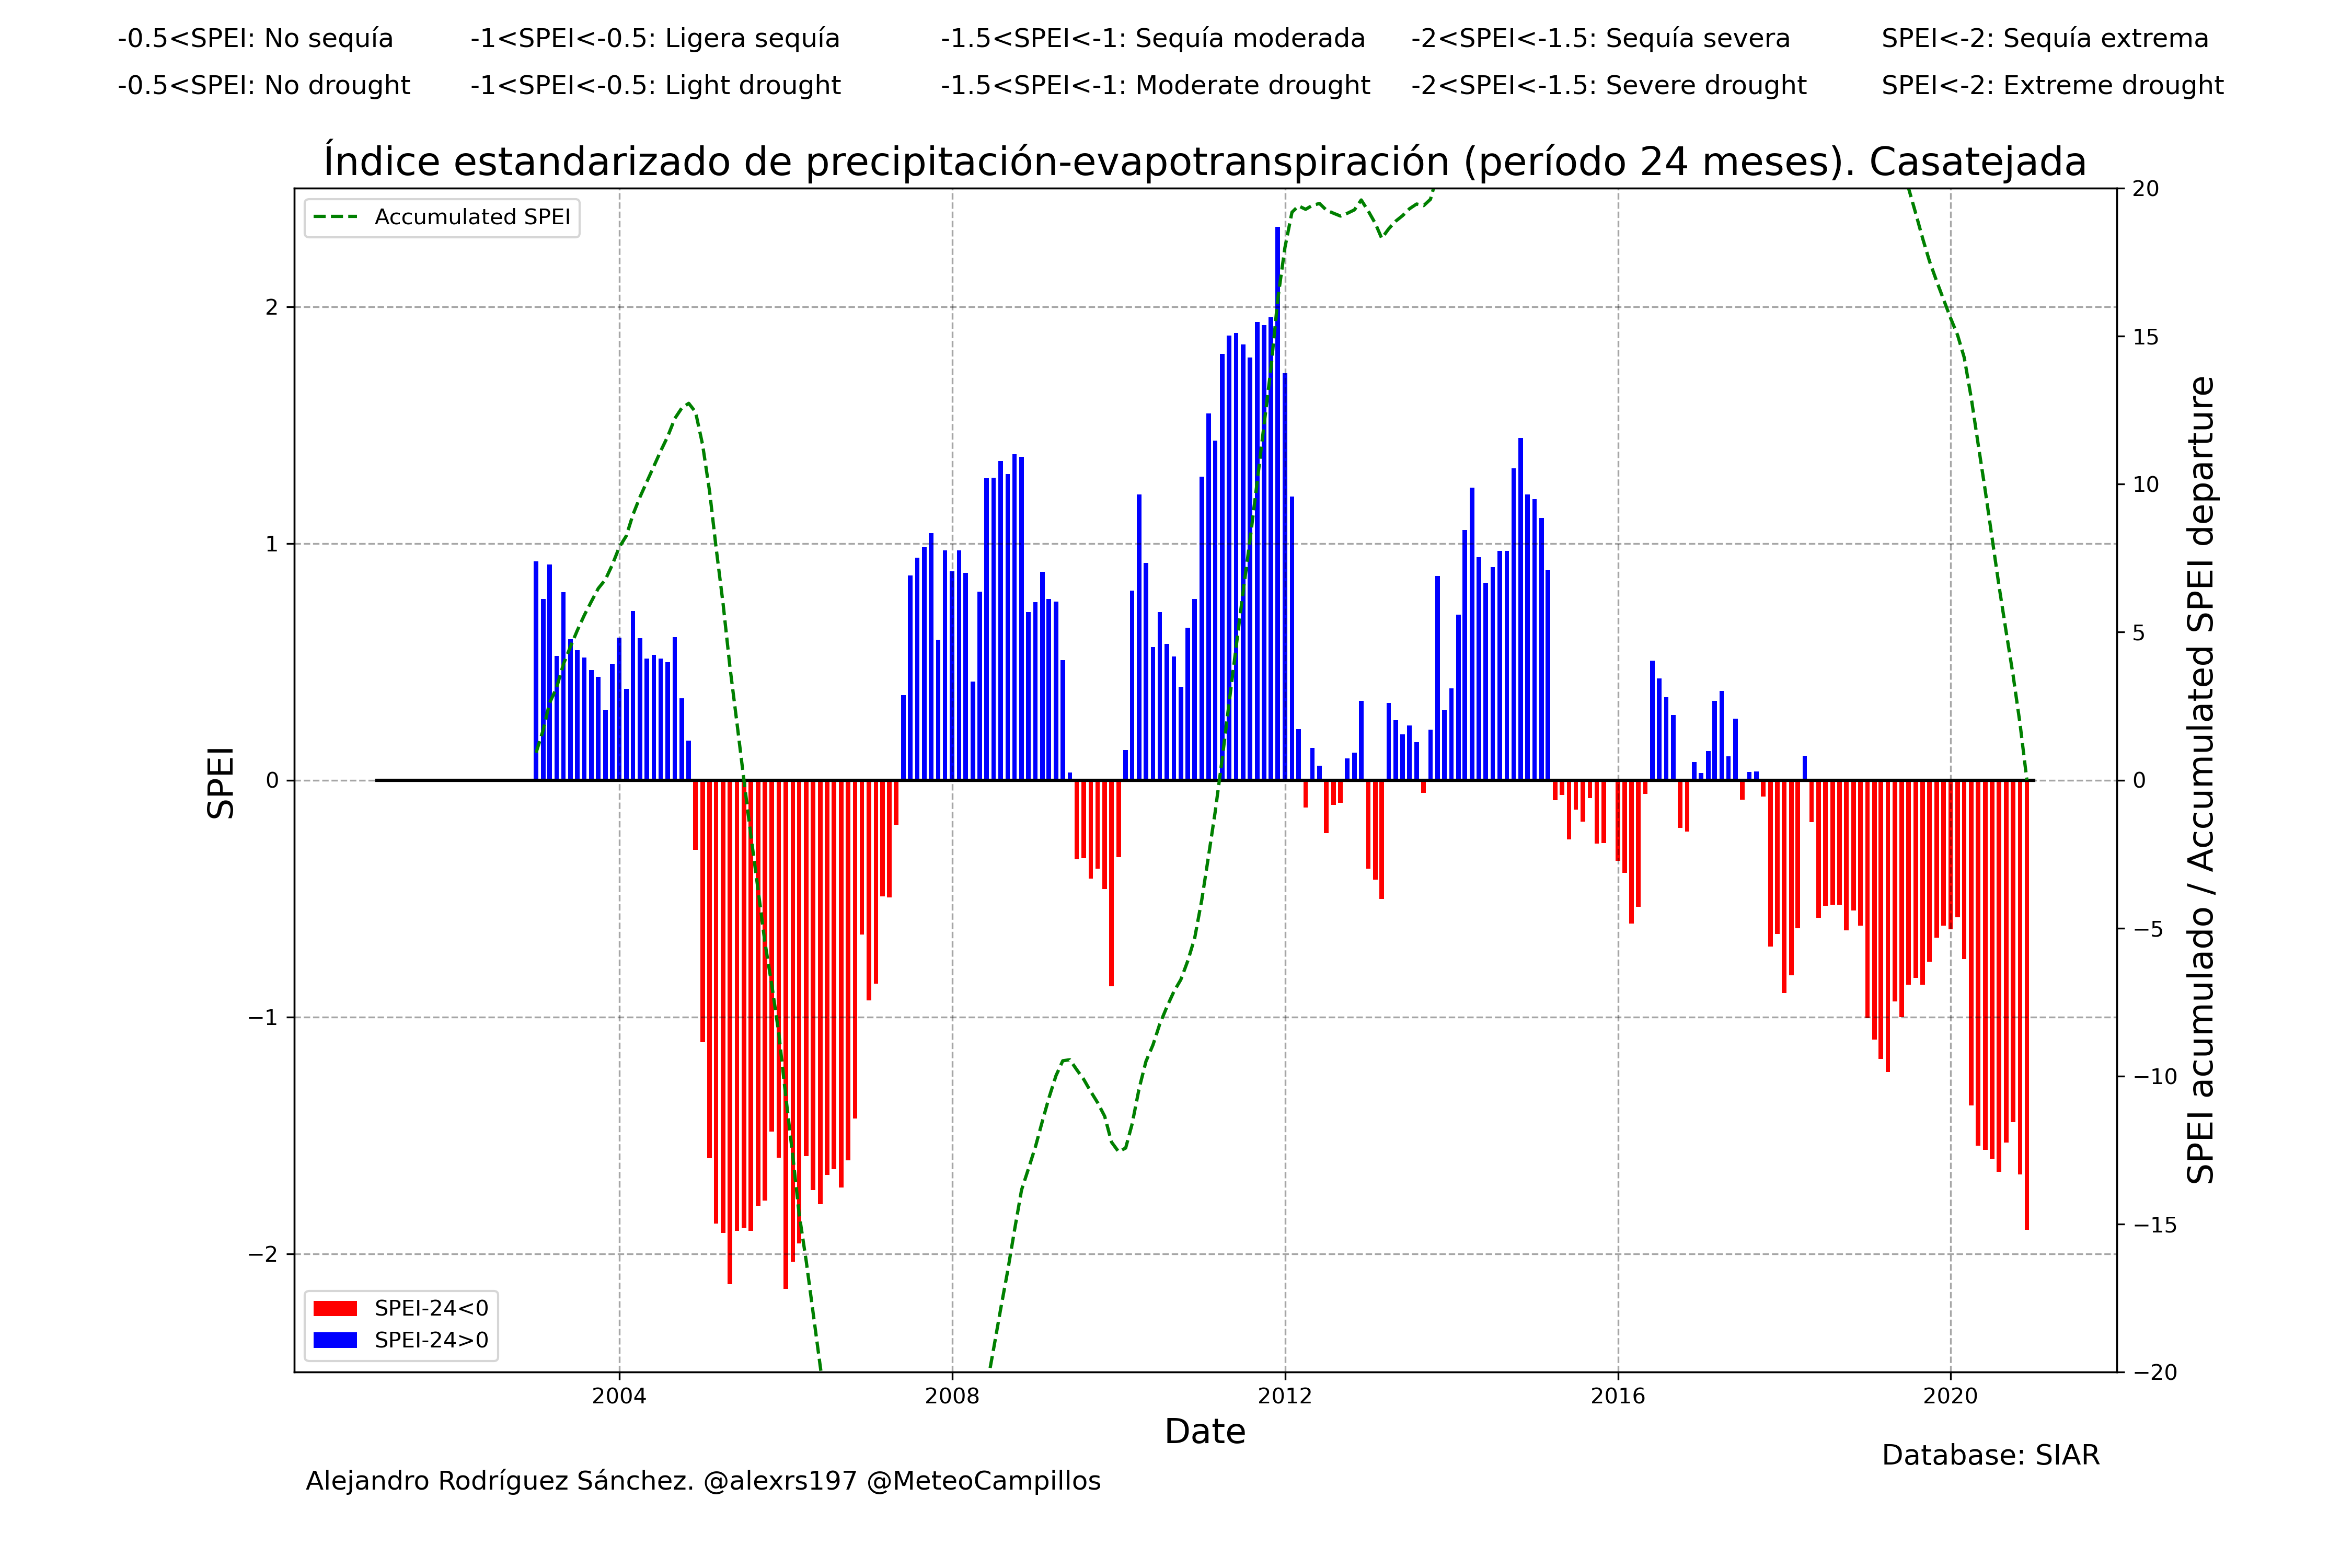 -0.5<SPEI: No sequía -1<SPEI<-0.5: Ligera sequía -1.5<SPEI<-1: Sequía moderada -2<SPEI<-1.5: Sequía severa SPEI<-2: Sequía extrema
-0.5<SPEI: No drought -1<SPEI<-0.5: Light drought -1.5<SPEI<-1: Moderate drought -2<SPEI<-1.5: Severe drought SPEI<-2: Extreme drought
Índice estandarizado de precipitación-evapotranspiración (período 24 meses). Casatejada
Accumulated SPEI
SPEI
2
1
0
−1
−2
20
15
10
5
0
−5
−10
−15
−20
SPEI acumulado / Accumulated SPEI departure
SPEI-24<0
SPEI-24>0
2004 2008 2012 2016 2020
Date
Database: SIAR
Alejandro Rodríguez Sánchez. @alexrs197 @MeteoCampillos